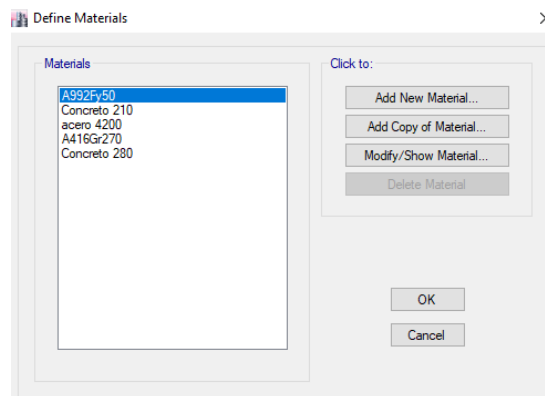 Define Materials
Materials
A992Fy50
Concreto 210
acero 4200
A416Gr270
Concreto 280
Click to:
Add New Material...
Add Copy of Material...
Modify/Show Material...
Delete Material
OK
Cancel